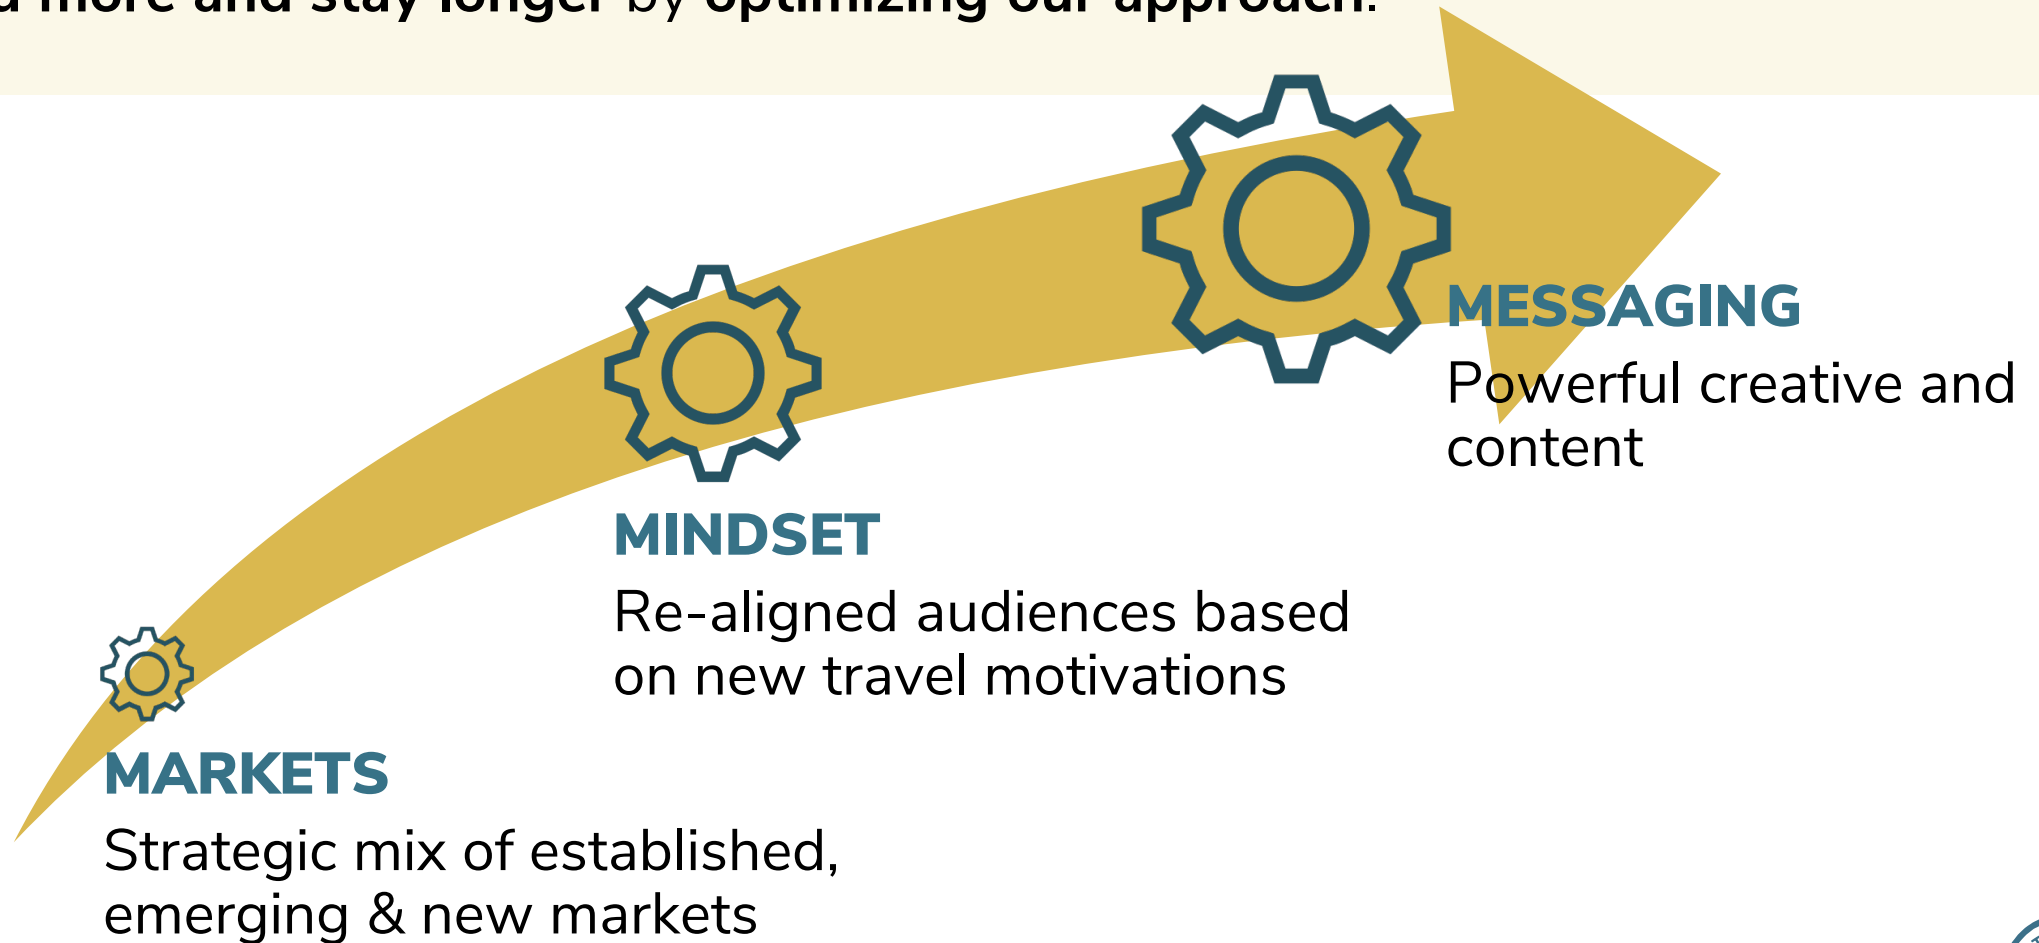 more and stay longer by optimizing our approach.
MESSAGING
Powerful creative and
content
MINDSET
Re-aligned audiences based
on new travel motivations
MARKETS
Strategic mix of established,
emerging & new markets